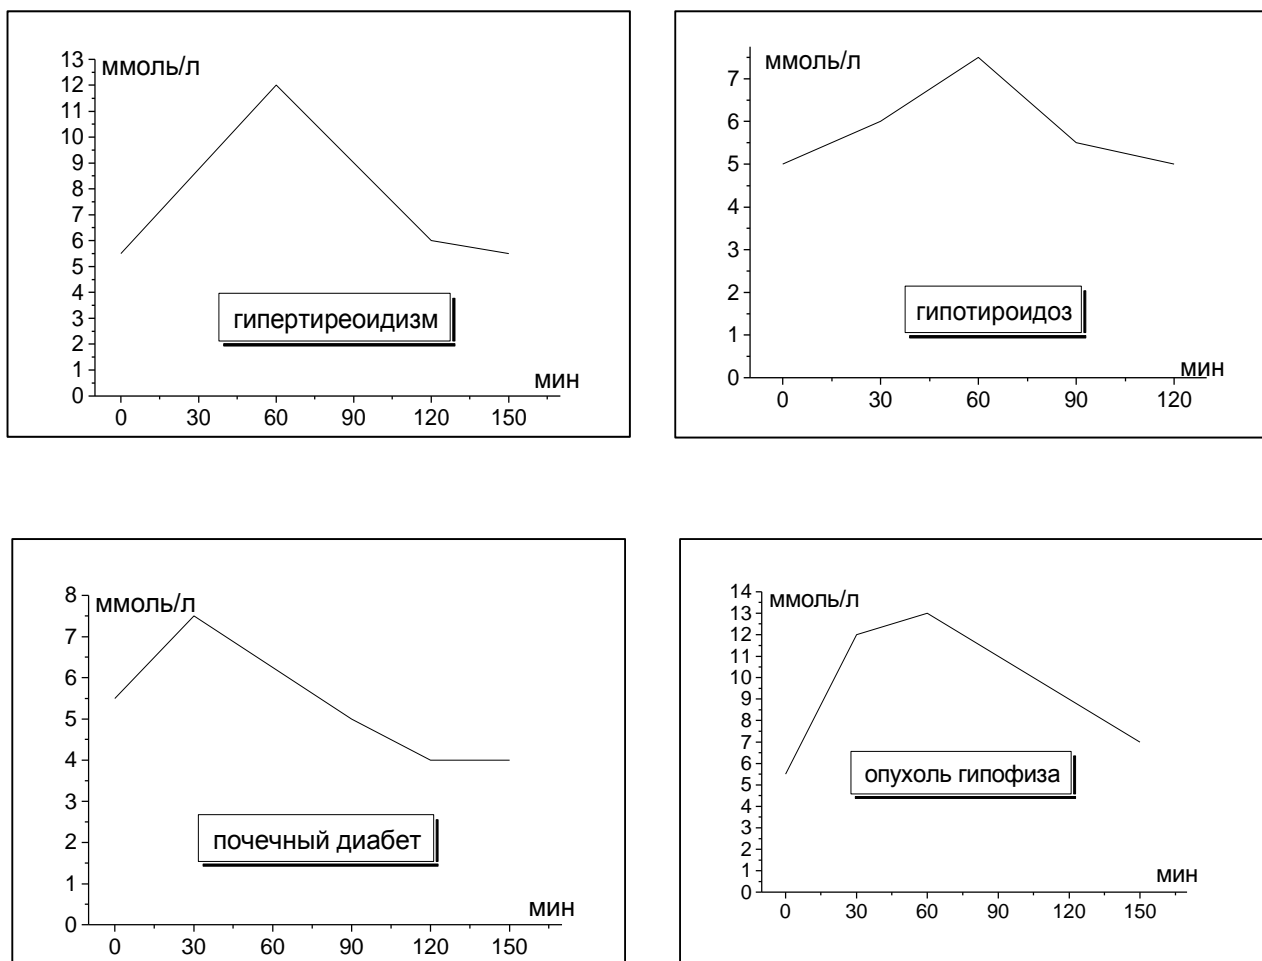 ммоль/л
13
12
11
10
9
8
7
6
5
4
3
2
1
0
гипертиреоидизм
мин
0 30 60 90 120 150
ммоль/л
7
6
5
4
3
2
1
0
гипотироидоз
мин
0 30 60 90 120
ммоль/л
8
7
6
5
4
3
2
1
0
почечный диабет
мин
0 30 60 90 120 150
ммоль/л
14
13
12
11
10
9
8
7
6
5
4
3
2
1
0
опухоль гипофиза
мин
0 30 60 90 120 150